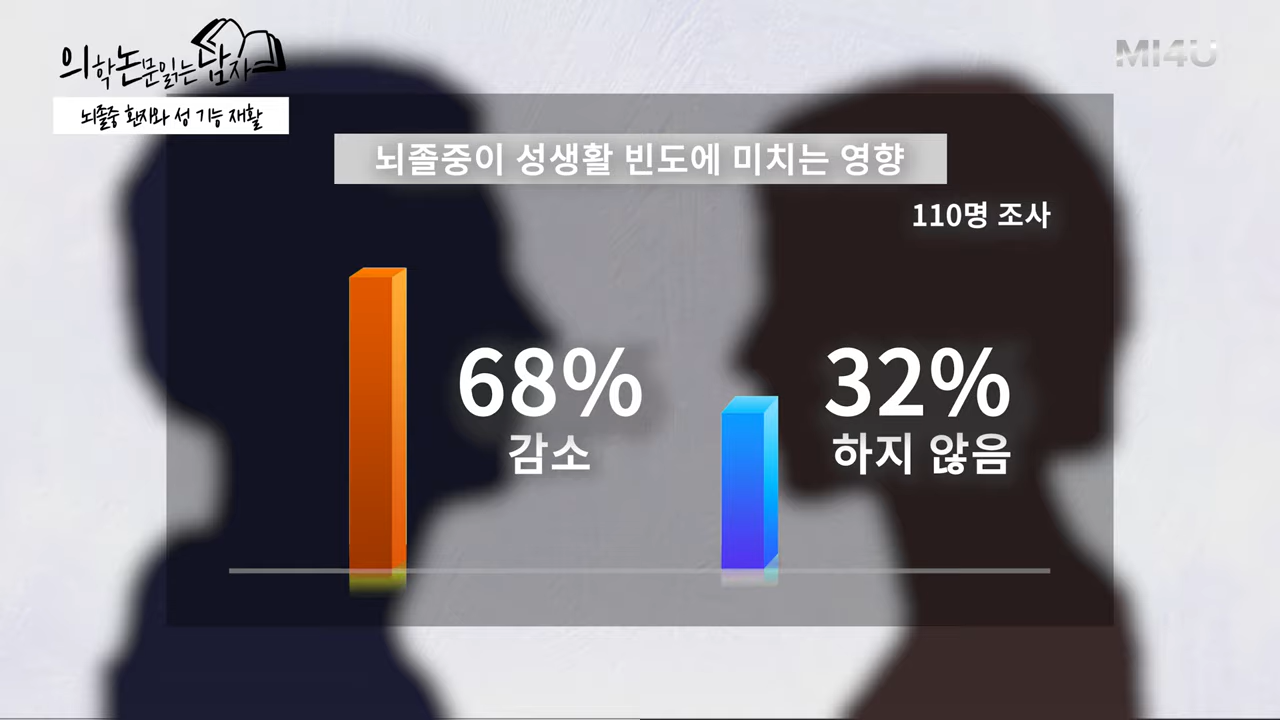 의학논문읽는남자
MI4U
뇌졸중 환자와 성 기능 재활
뇌졸중이 성생활 빈도에 미치는 영향
110명 조사
68%
감소
32%
하지 않음